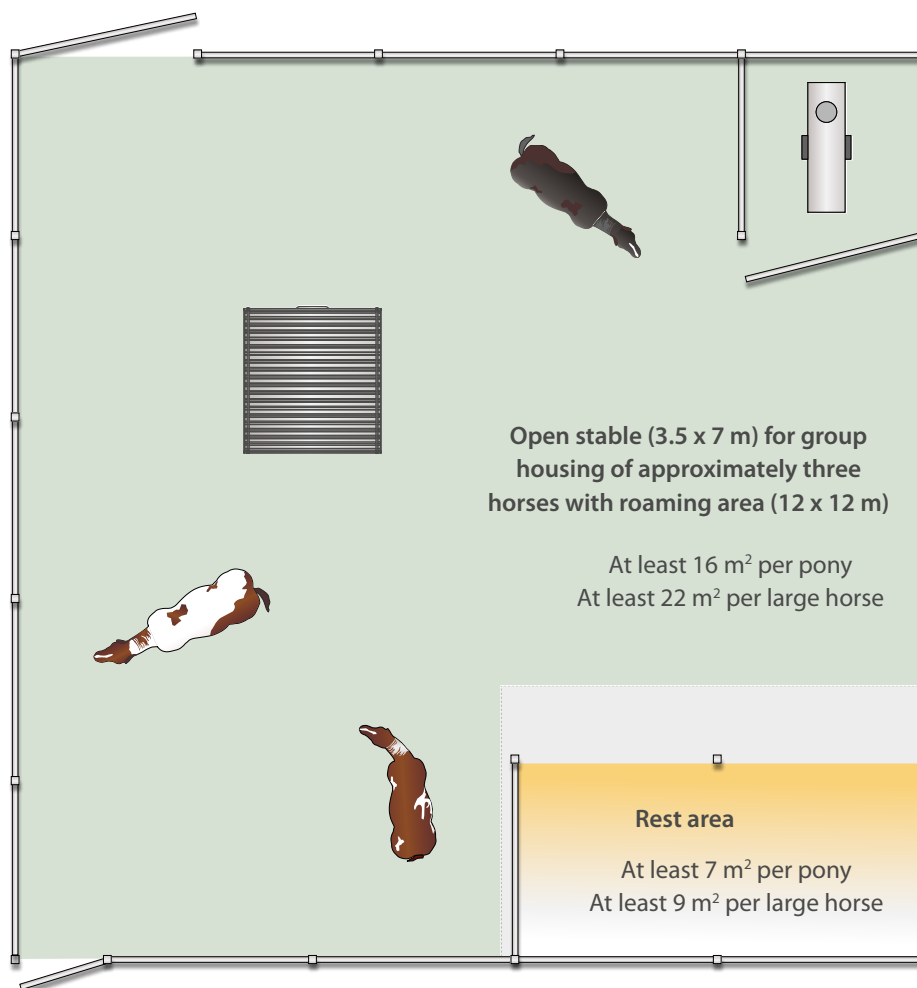 Open stable (3.5 x 7 m) for group
housing of approximately three
horses with roaming area (12 x 12 m)
At least 16 m² per pony
At least 22 m² per large horse
Rest area
At least 7 m² per pony
At least 9 m² per large horse